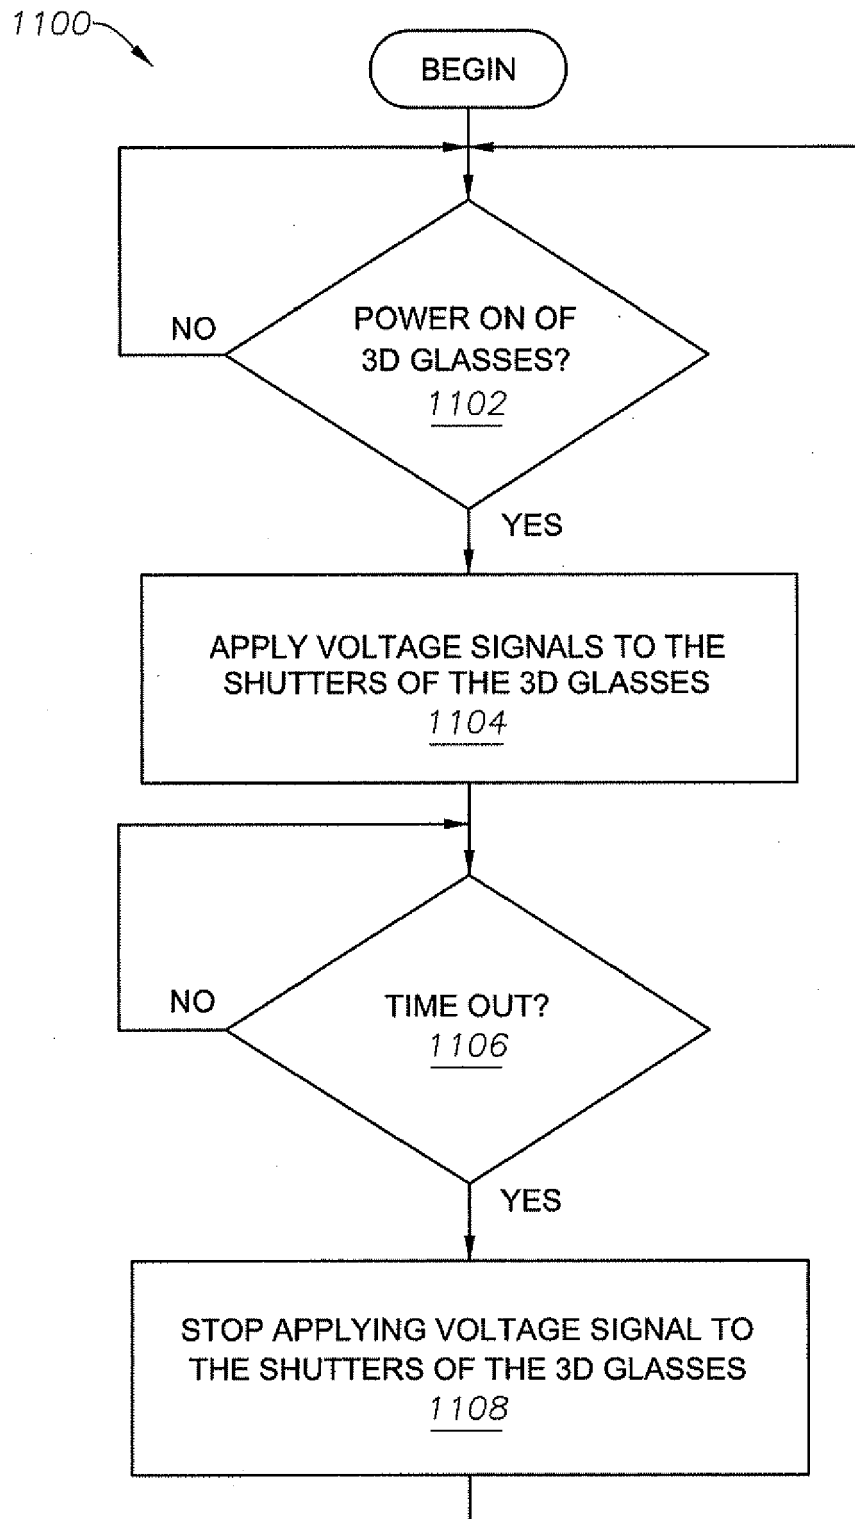 1100
BEGIN
NO
POWER ON OF
3D GLASSES?
1102
YES
APPLY VOLTAGE SIGNALS TO THE
SHUTTERS OF THE 3D GLASSES
1104
NO
TIME OUT?
1106
YES
STOP APPLYING VOLTAGE SIGNAL TO
THE SHUTTERS OF THE 3D GLASSES
1108